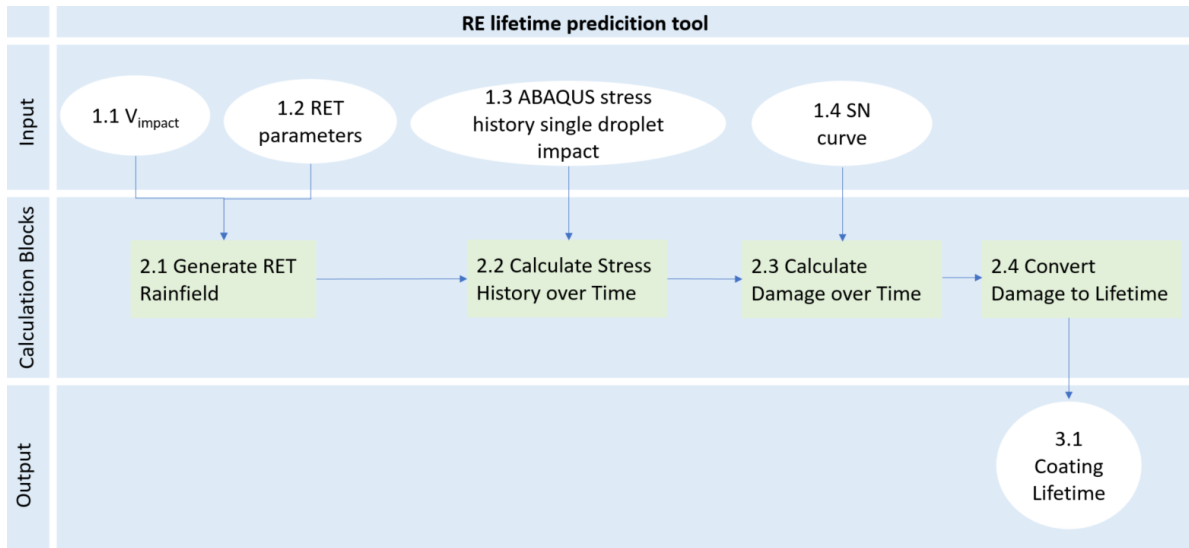 RE lifetime predicition tool
Input
1.1 Vimpact
1.2 RET
parameters
1.3 ABAQUS stress
history single droplet
impact
1.4 SN
curve
Calculation Blocks
2.1 Generate RET
Rainfield
2.2 Calculate Stress
History over Time
2.3 Calculate
Damage over Time
2.4 Convert
Damage to Lifetime
Output
3.1
Coating
Lifetime